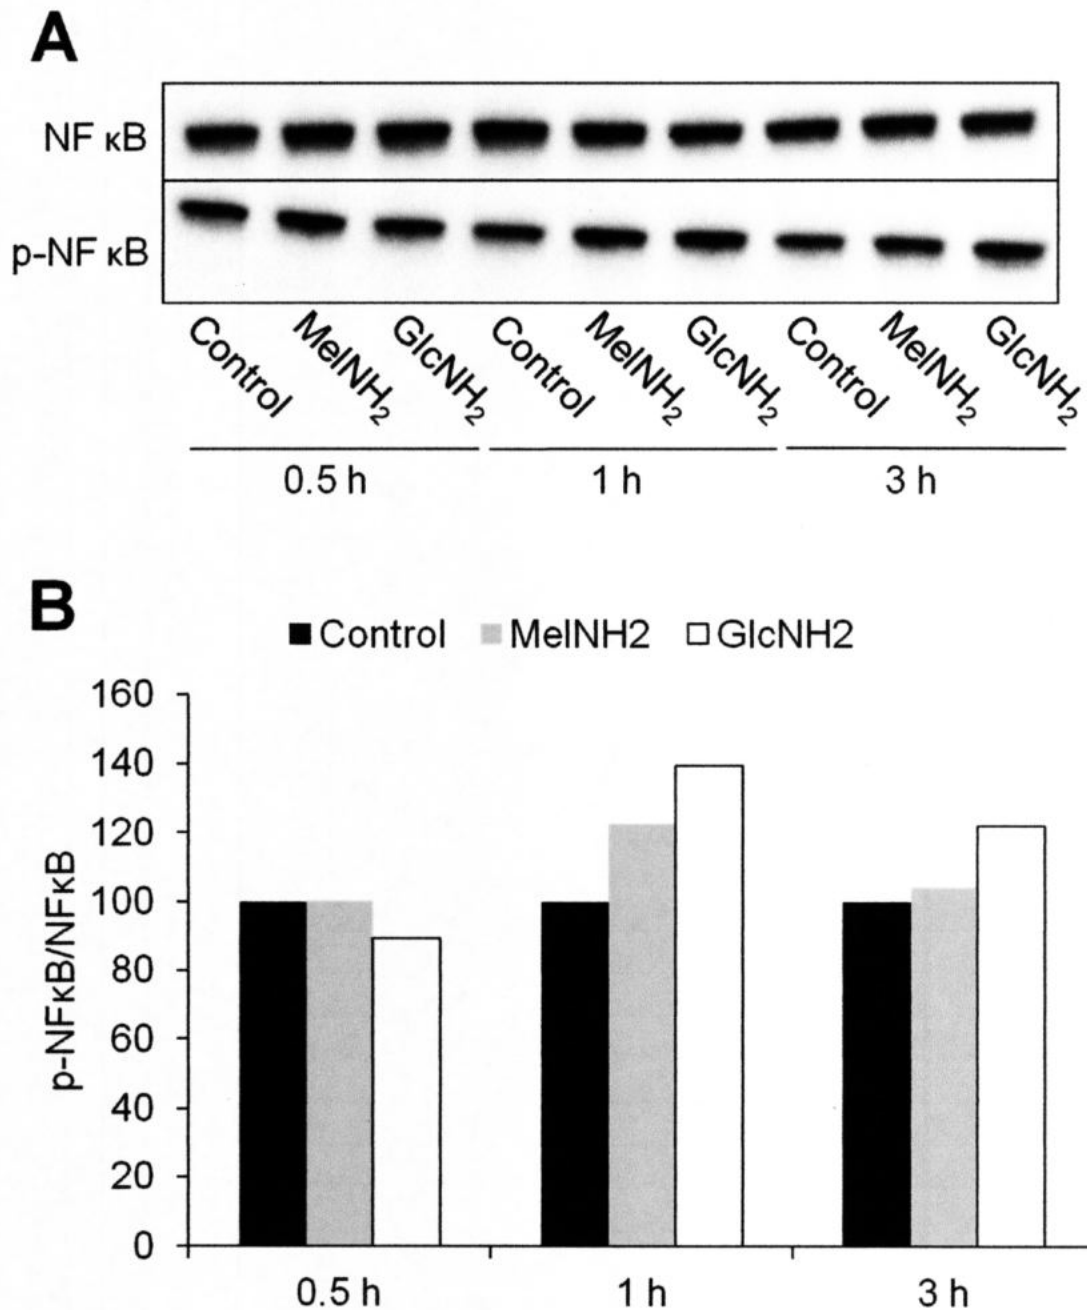 A
NF κB
p-NF κB
Control MelNH₂ GlcNH₂ Control MelNH₂ GlcNH₂ Control MelNH₂ GlcNH₂
0.5 h 1 h 3 h
B
Control MelNH2 GlcNH2
160
140
120
100
80
60
40
20
0
p-NFκB/NFκB
0.5 h 1 h 3 h